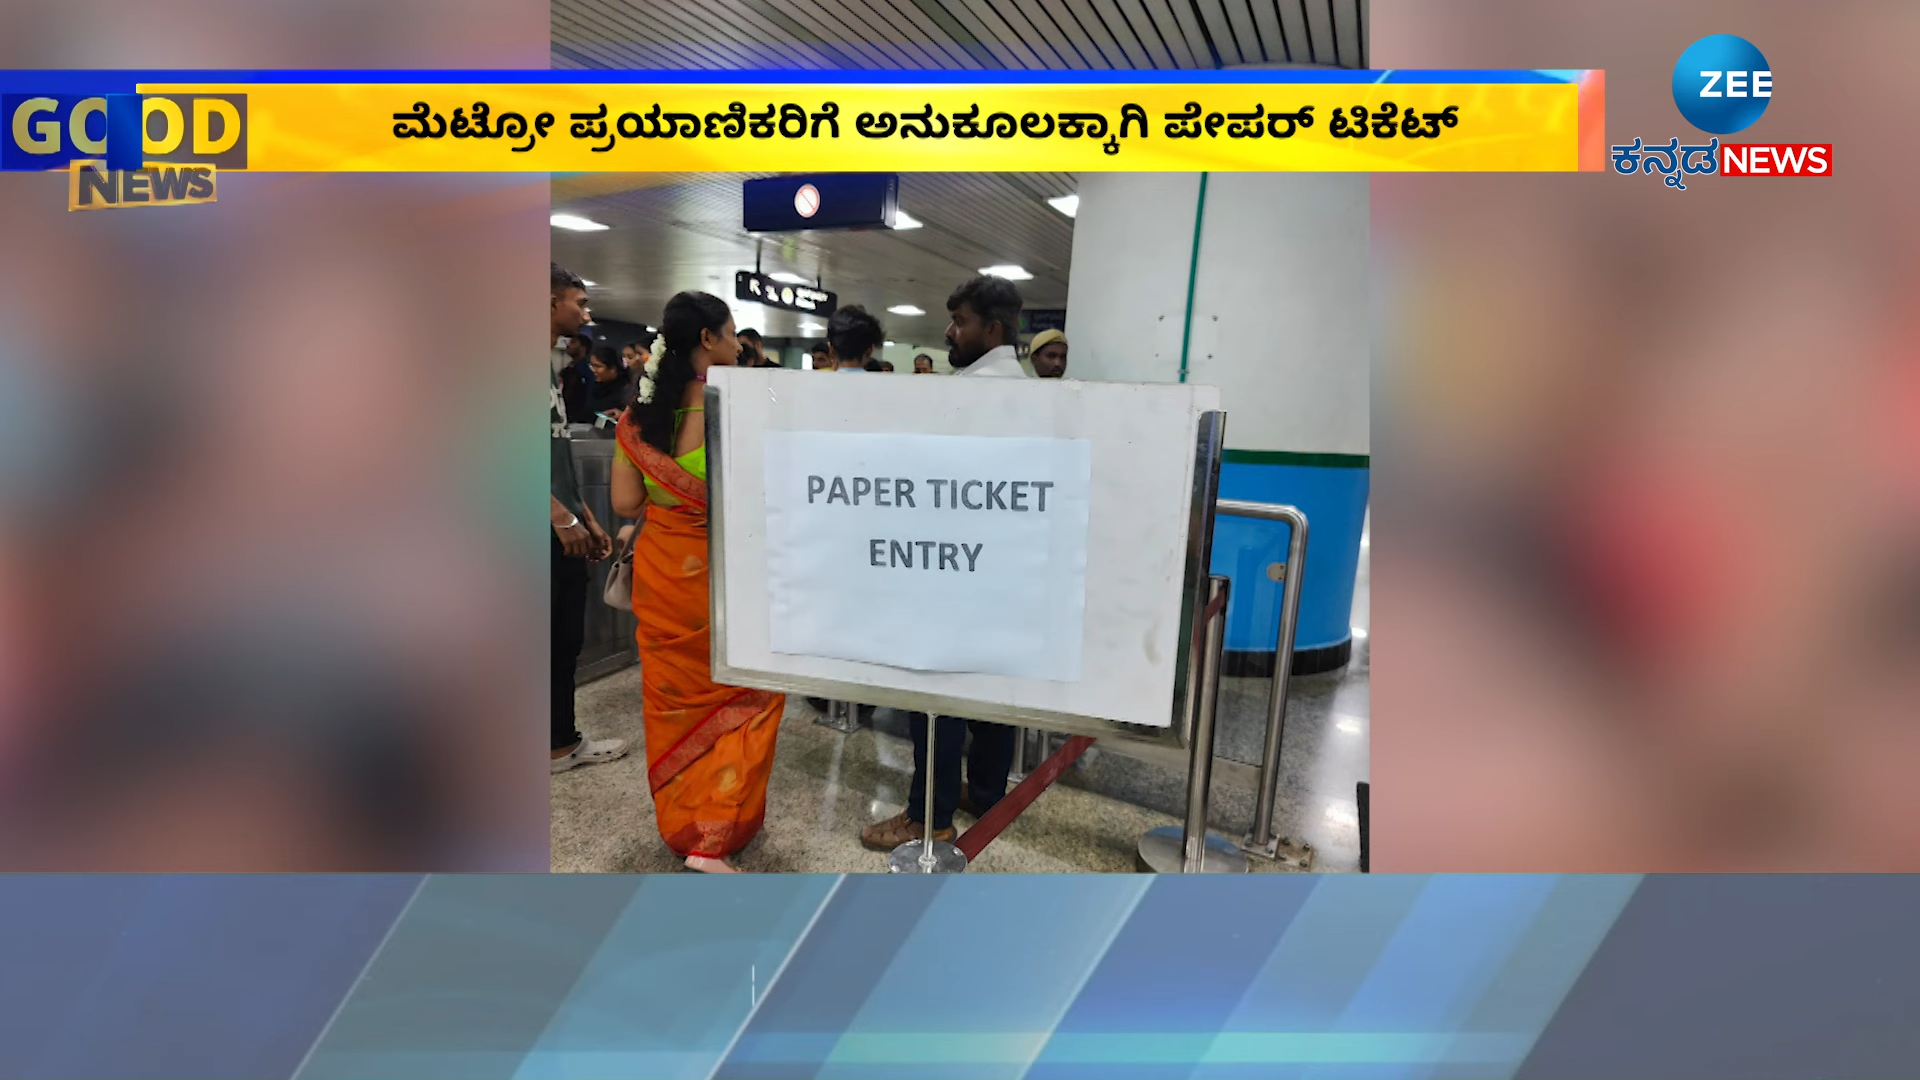 ಮೆಟ್ರೋ ಪ್ರಯಾಣಿಕರಿಗೆ ಅನುಕೂಲಕ್ಕಾಗಿ ಪೇಪರ್ ಟಿಕೆಟ್
GOOD
NEWS
ZEE
ಕನ್ನಡ NEWS
PAPER TICKET
ENTRY